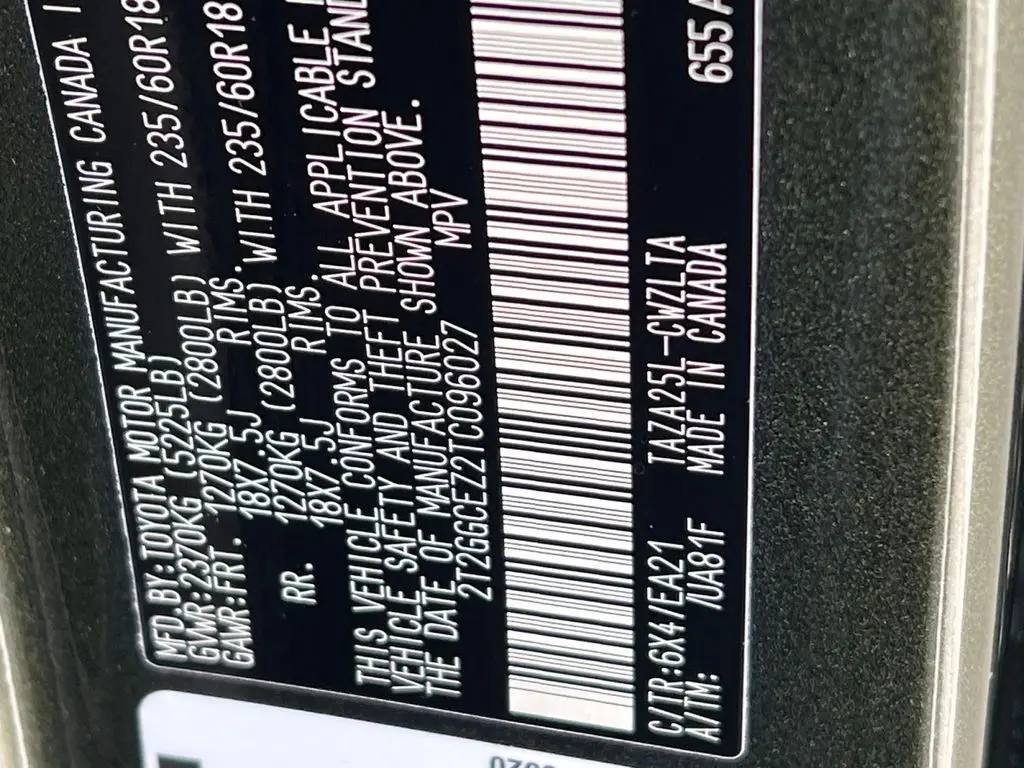 MFD.BY:TOYOTA MOTOR MANUFACTURING CANADA I
GVWR:2370KG (5225LB)
GAWR:FRT. 1270KG (2800LB) WITH 235/60R18
18X7.5J RIMS.
RR. 1270KG (2800LB) WITH 235/60R18
18X7.5J RIMS.
THIS VEHICLE CONFORMS TO ALL APPLICABLE
VEHICLE SAFETY AND THEFT PREVENTION STAND
THE DATE OF MANUFACTURE SHOWN ABOVE.
2T2GGCEZ2TC096027 MPV
C/TR:6X4/EA21 TAZA25L-CWZLTA 655A
A/TM: /UA81F MADE IN CANADA